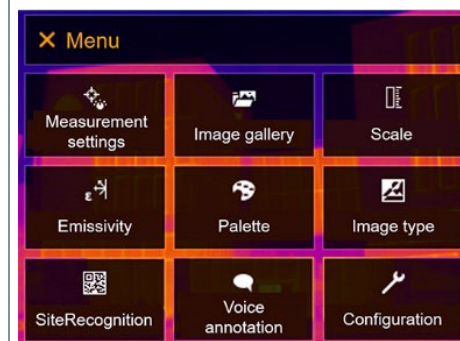 Menu
Measurement
settings
Image gallery
Scale
ε
Emissivity
Palette
Image type
SiteRecognition
Voice
annotation
Configuration